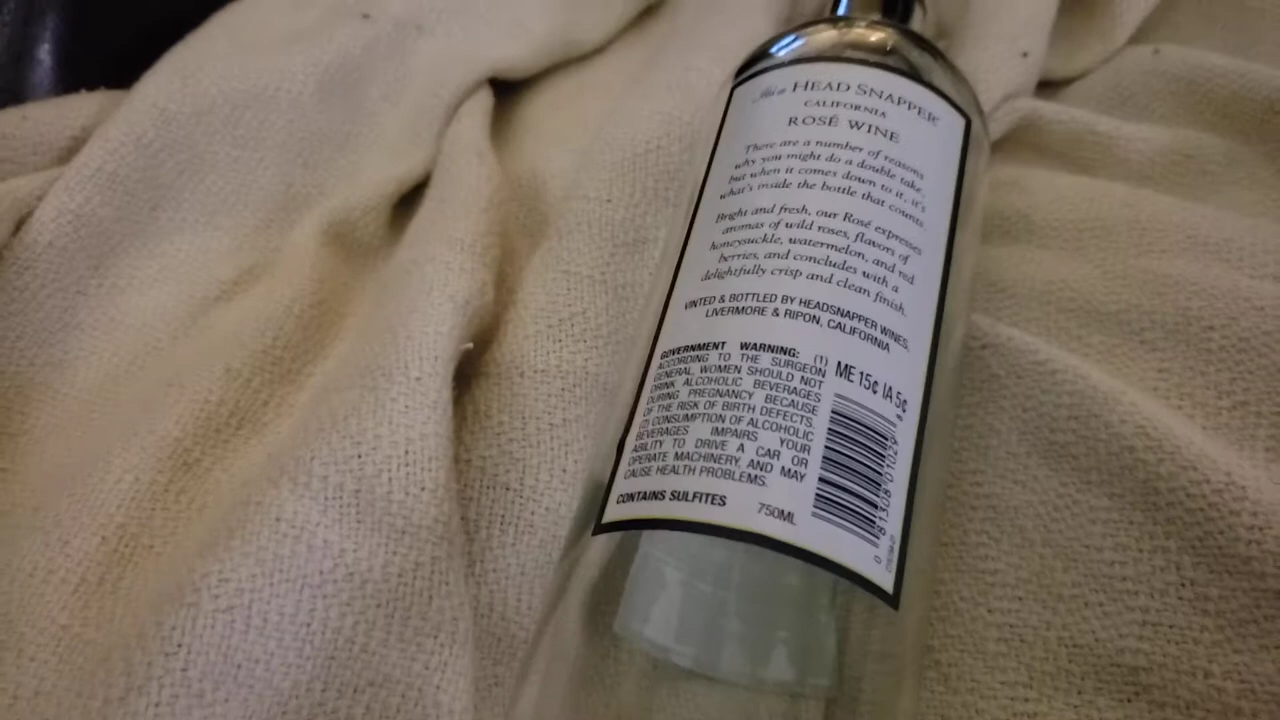 HEAD SNAPPER
CALIFORNIA
ROSÉ WINE
There are a number of reasons
why you might do a double take,
but when it comes down to it, it's
what's inside the bottle that counts.
Bright and fresh, our Rosé expresses
aromas of wild roses, flavors of
honeysuckle, watermelon, and red
berries, and concludes with a
delightfully crisp and clean finish.
VINTED & BOTTLED BY HEADSNAPPER WINES,
LIVERMORE & RIPON, CALIFORNIA
GOVERNMENT WARNING: (1)
ACCORDING TO THE SURGEON
GENERAL, WOMEN SHOULD NOT
DRINK ALCOHOLIC BEVERAGES
DURING PREGNANCY BECAUSE
OF THE RISK OF BIRTH DEFECTS.
(2) CONSUMPTION OF ALCOHOLIC
BEVERAGES IMPAIRS YOUR
ABILITY TO DRIVE A CAR OR
OPERATE MACHINERY, AND MAY
CAUSE HEALTH PROBLEMS.
CONTAINS SULFITES
750ML
ME 15¢ IA 5¢
0 81308 01029 8